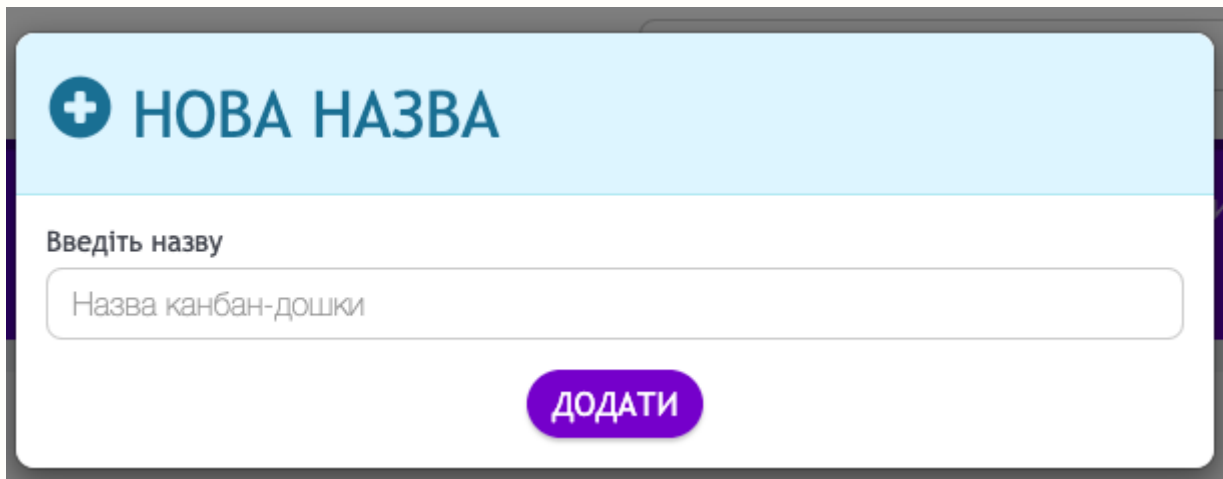 НОВА НАЗВА
Введіть назву
Назва канбан-дошки
ДОДАТИ